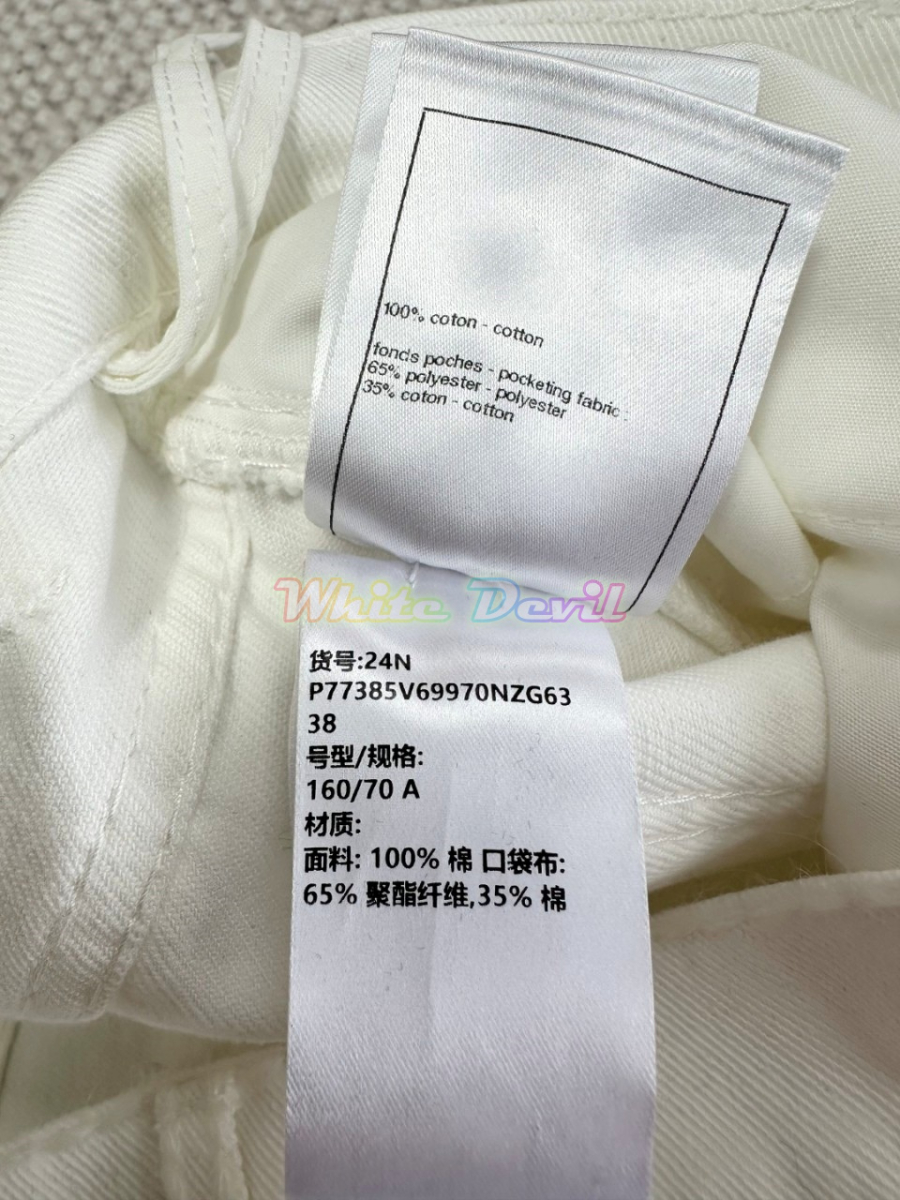 100% coton - cotton
fonds poches - pocketing fabric :
65% polyester - polyester
35% coton - cotton
White Devil
货号:24N
P77385V69970NZG63
38
号型/规格:
160/70 A
材质:
面料: 100% 棉 口袋布:
65% 聚酯纤维,35% 棉